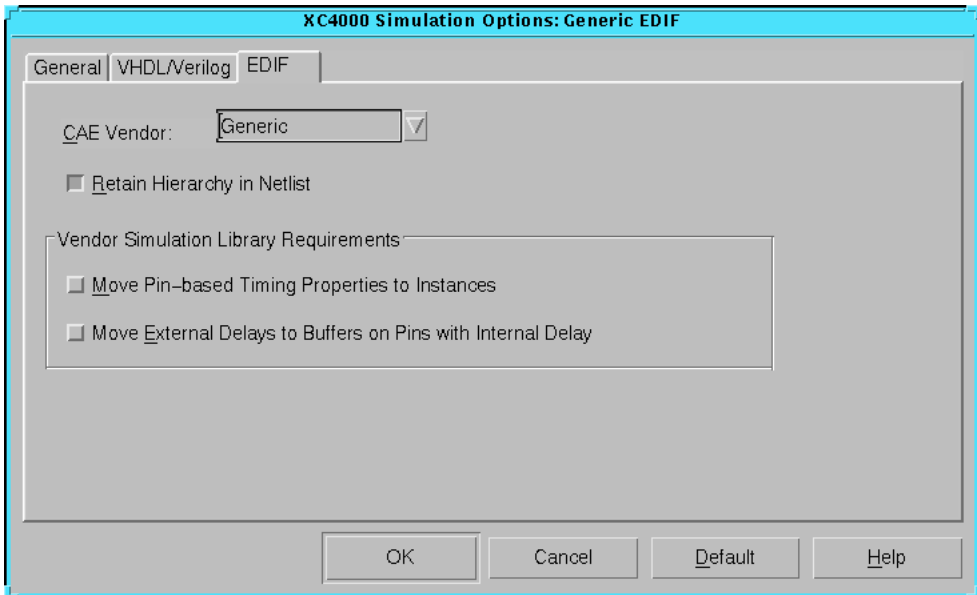 XC4000 Simulation Options: Generic EDIF
General VHDL/Verilog EDIF
CAE Vendor: Generic
Retain Hierarchy in Netlist
Vendor Simulation Library Requirements
Move Pin-based Timing Properties to Instances
Move External Delays to Buffers on Pins with Internal Delay
OK Cancel Default Help